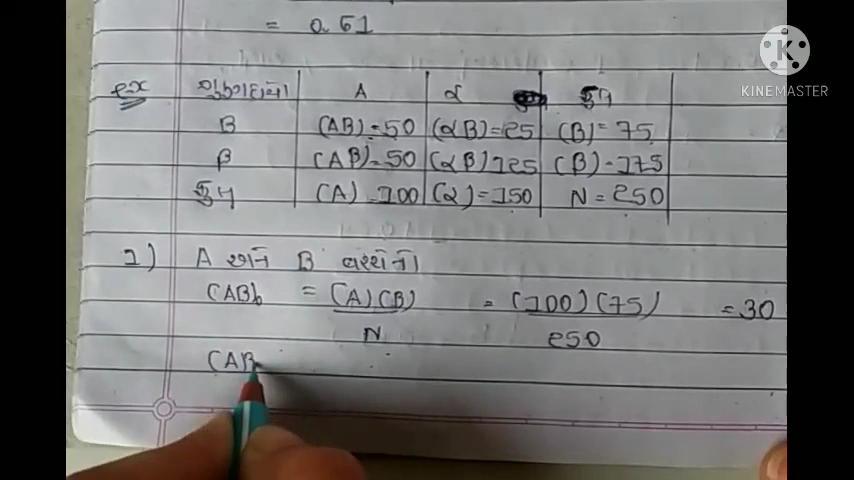 = 0.61
KINEMASTER
ex ગુણધર્મો A α કુલ
B (AB) = 50 (αB) = 25 (B) = 75
β (Aβ) = 50 (αβ) 125 (β) = 175
કુલ (A) = 100 (α) = 150 N = 250
1) A અને B વચ્ચેનો
(AB)₀ = (A)(B) / N = (100)(75) / 250 = 30
(AB